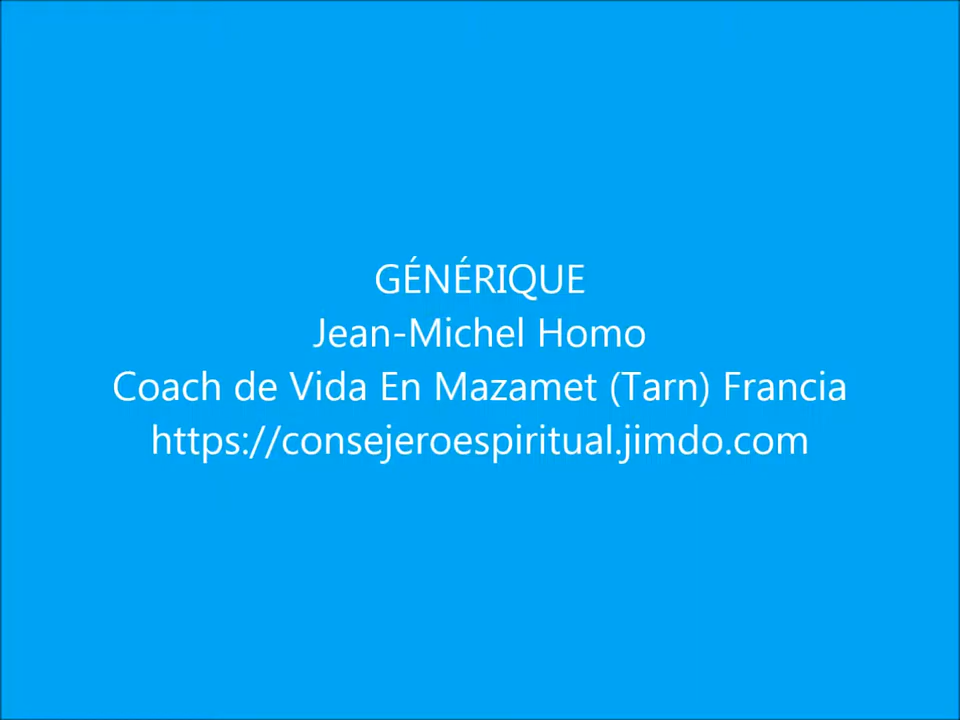 GÉNÉRIQUE
Jean-Michel Homo
Coach de Vida En Mazamet (Tarn) Francia
https://consejeroespiritual.jimdo.com